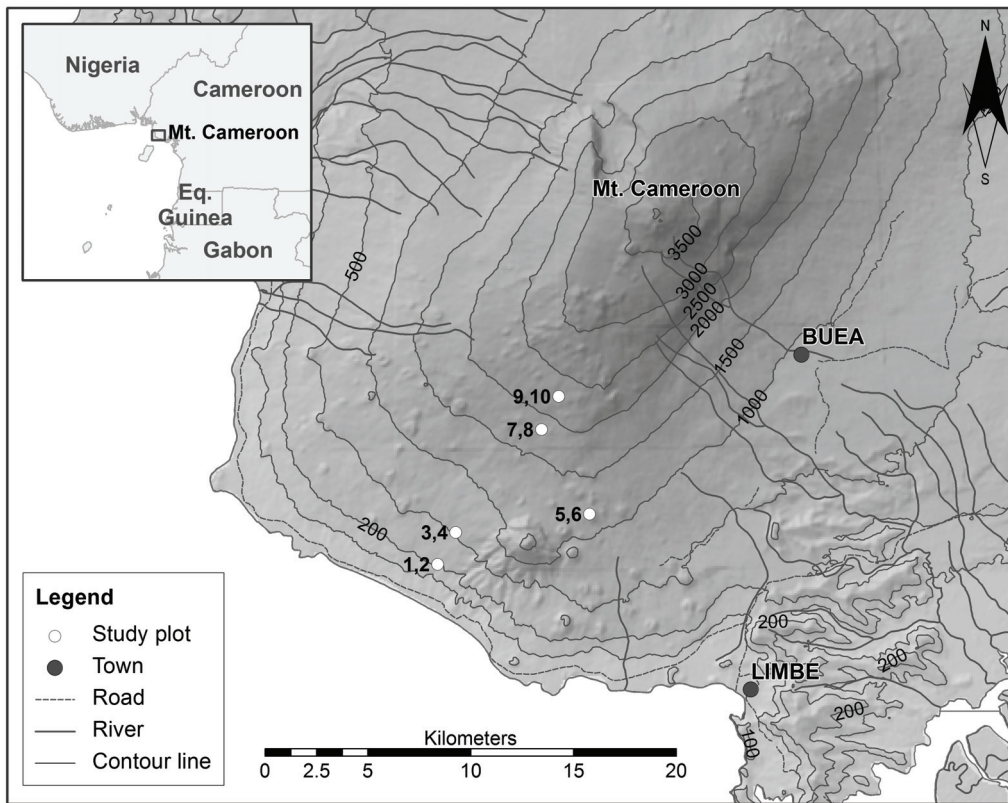 Nigeria
Cameroon
Mt. Cameroon
Eq.
Guinea
Gabon
N
S
Mt. Cameroon
500
3500
3000
2500
2000
1500
1000
BUEA
9,10
7,8
5,6
3,4
200
1,2
200
200
200
100
LIMBE
Legend
Study plot
Town
Road
River
Contour line
Kilometers
0 2.5 5 10 15 20